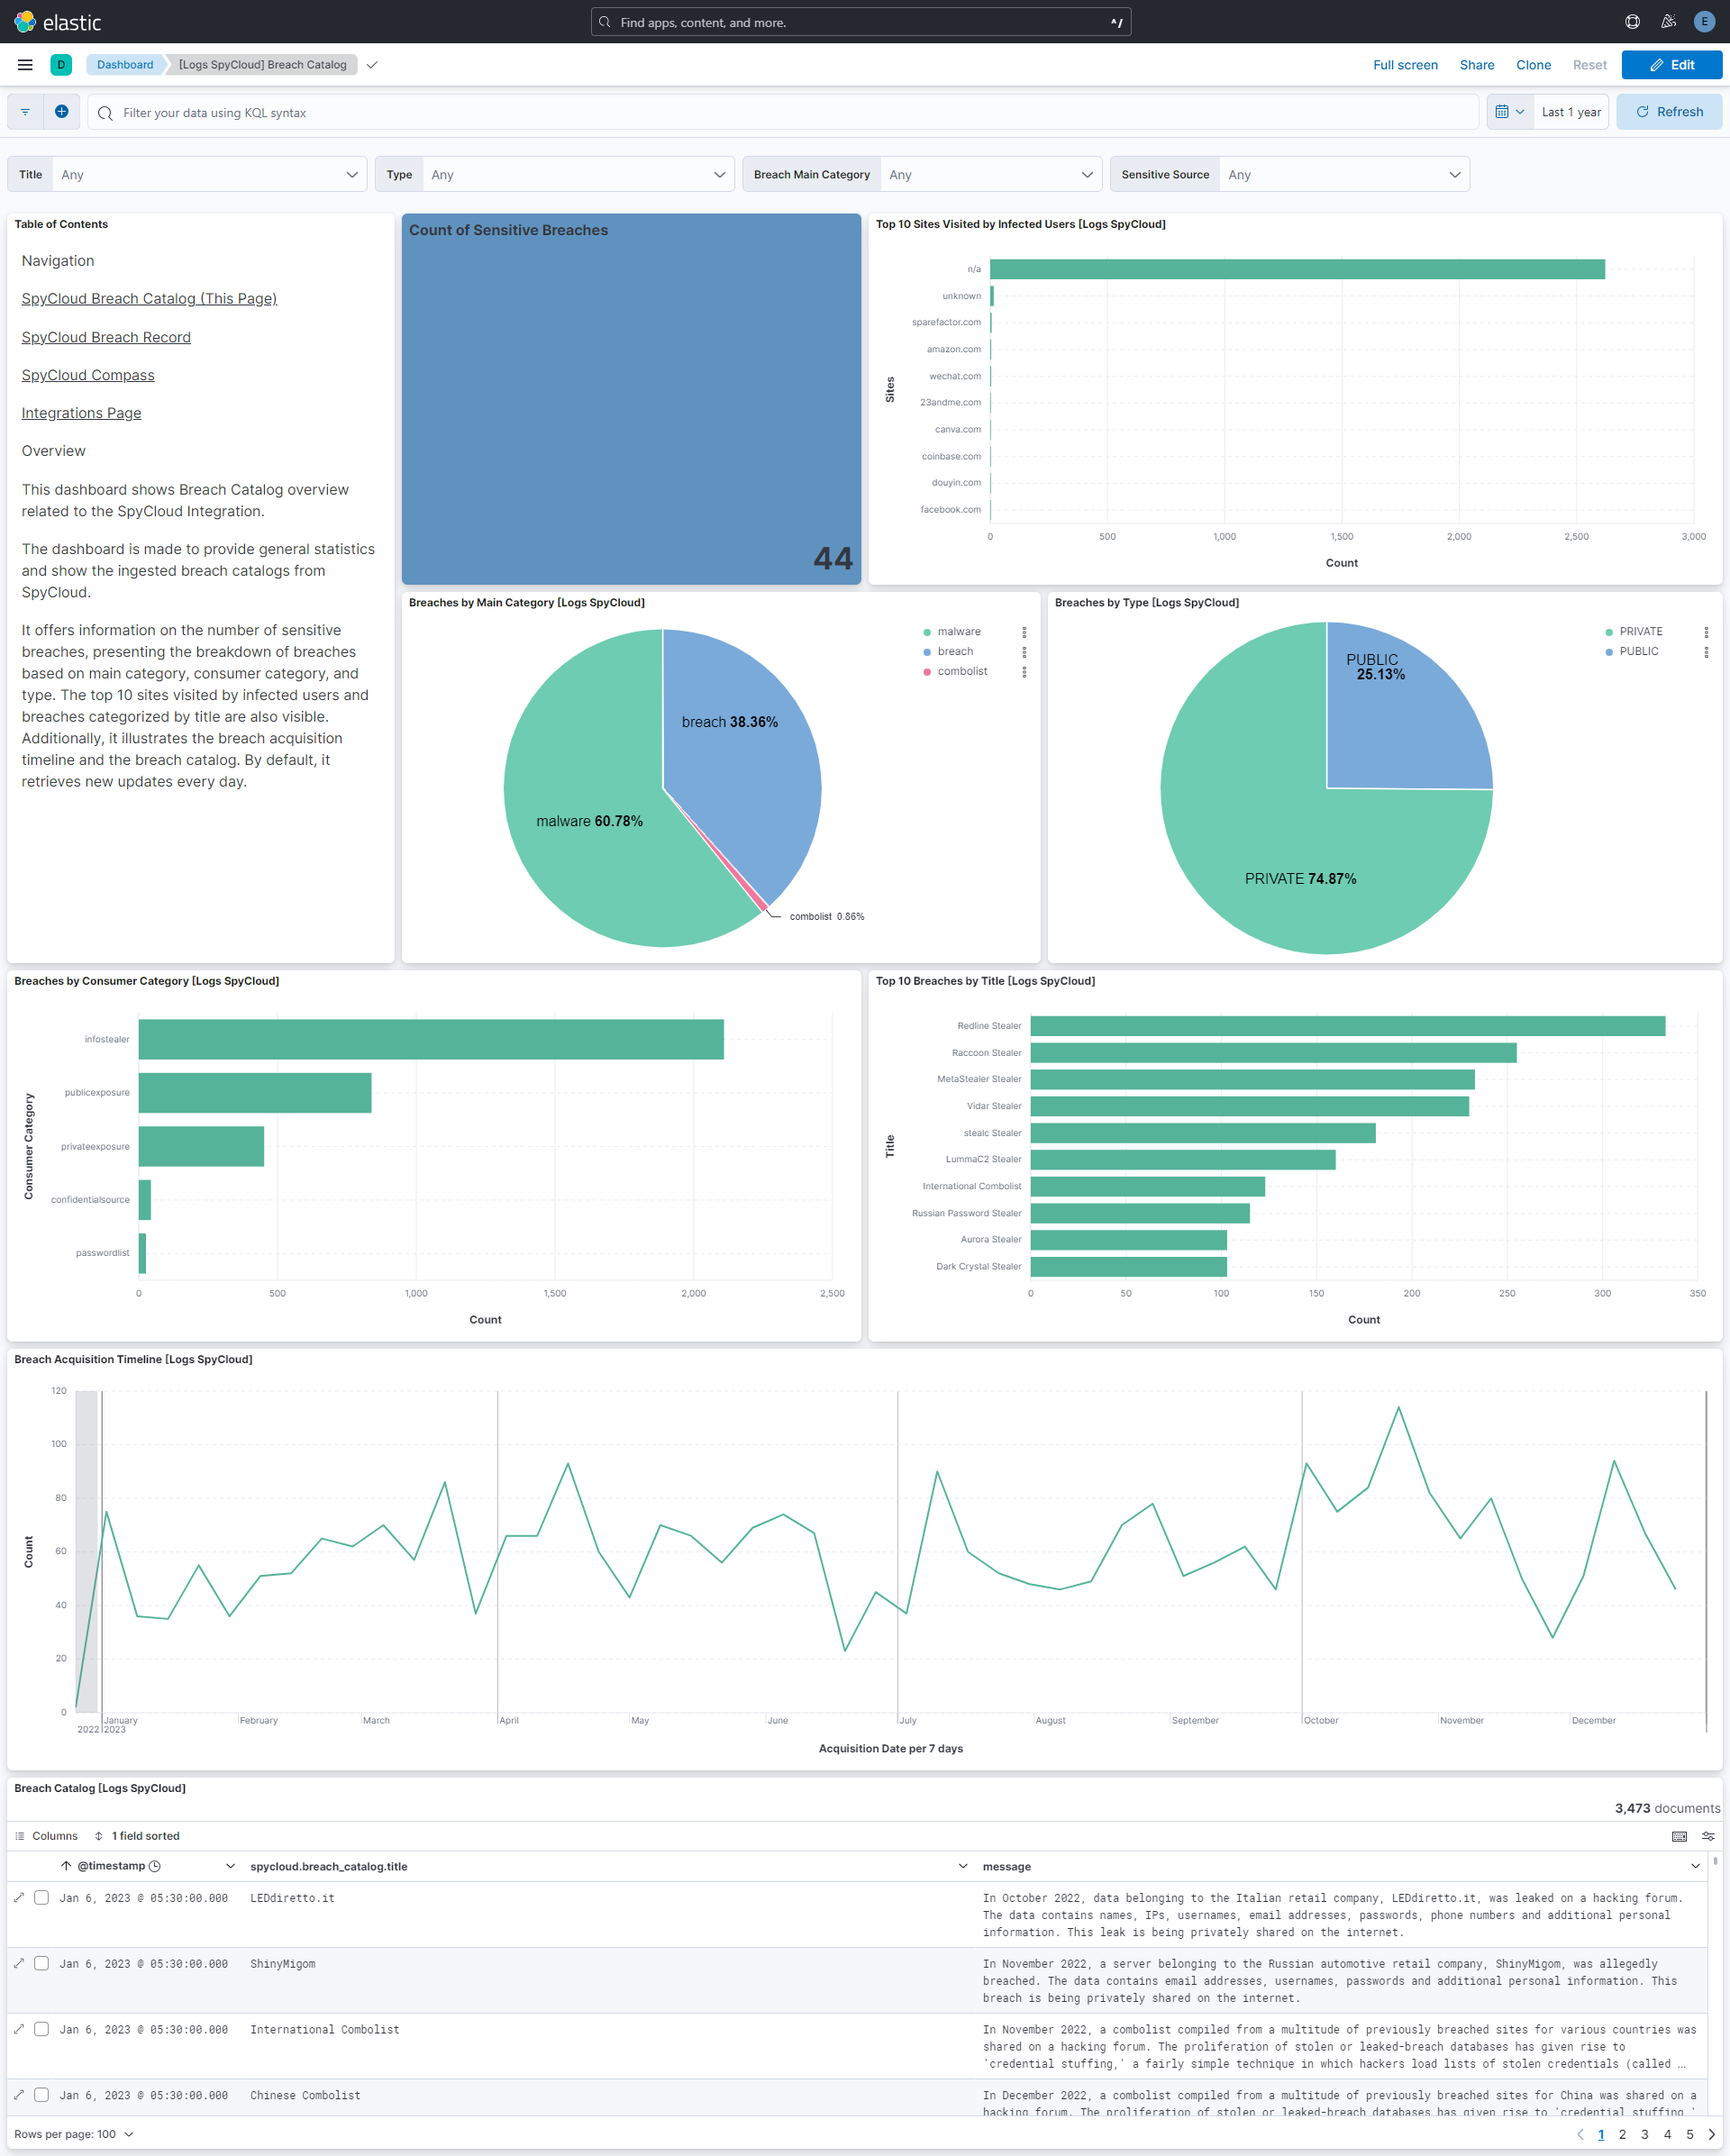 elastic
Find apps, content, and more.
^/
E
D
Dashboard
[Logs SpyCloud] Breach Catalog
Full screen
Share
Clone
Reset
Edit
Filter your data using KQL syntax
Last 1 year
Refresh
Title
Any
Type
Any
Breach Main Category
Any
Sensitive Source
Any
Table of Contents
Navigation
SpyCloud Breach Catalog (This Page)
SpyCloud Breach Record
SpyCloud Compass
Integrations Page
Overview
This dashboard shows Breach Catalog overview
related to the SpyCloud Integration.
The dashboard is made to provide general statistics
and show the ingested breach catalogs from
SpyCloud.
It offers information on the number of sensitive
breaches, presenting the breakdown of breaches
based on main category, consumer category, and
type. The top 10 sites visited by infected users and
breaches categorized by title are also visible.
Additionally, it illustrates the breach acquisition
timeline and the breach catalog. By default, it
retrieves new updates every day.
Count of Sensitive Breaches
44
Top 10 Sites Visited by Infected Users [Logs SpyCloud]
Sites
n/a
unknown
sparefactor.com
amazon.com
wechat.com
23andme.com
canva.com
coinbase.com
douyin.com
facebook.com
0
500
1,000
1,500
2,000
2,500
3,000
Count
Breaches by Main Category [Logs SpyCloud]
breach 38.36%
malware 60.78%
combolist 0.86%
malware
breach
combolist
Breaches by Type [Logs SpyCloud]
PUBLIC
25.13%
PRIVATE 74.87%
PRIVATE
PUBLIC
Breaches by Consumer Category [Logs SpyCloud]
Consumer Category
infostealer
publicexposure
privateexposure
confidentialsource
passwordlist
0
500
1,000
1,500
2,000
2,500
Count
Top 10 Breaches by Title [Logs SpyCloud]
Title
Redline Stealer
Raccoon Stealer
MetaStealer Stealer
Vidar Stealer
stealc Stealer
LummaC2 Stealer
International Combolist
Russian Password Stealer
Aurora Stealer
Dark Crystal Stealer
0
50
100
150
200
250
300
350
Count
Breach Acquisition Timeline [Logs SpyCloud]
Count
120
100
80
60
40
20
0
January
February
March
April
May
June
July
August
September
October
November
December
2022
2023
Acquisition Date per 7 days
Breach Catalog [Logs SpyCloud]
3,473 documents
Columns
1 field sorted
@timestamp
spycloud.breach_catalog.title
message
Jan 6, 2023 @ 05:30:00.000
LEDdiretto.it
In October 2022, data belonging to the Italian retail company, LEDdiretto.it, was leaked on a hacking forum.
The data contains names, IPs, usernames, email addresses, passwords, phone numbers and additional personal
information. This leak is being privately shared on the internet.
Jan 6, 2023 @ 05:30:00.000
ShinyMigom
In November 2022, a server belonging to the Russian automotive retail company, ShinyMigom, was allegedly
breached. The data contains email addresses, usernames, passwords and additional personal information. This
breach is being privately shared on the internet.
Jan 6, 2023 @ 05:30:00.000
International Combolist
In November 2022, a combolist compiled from a multitude of previously breached sites for various countries was
shared on a hacking forum. The proliferation of stolen or leaked-breach databases has given rise to
'credential stuffing,' a fairly simple technique in which hackers load lists of stolen credentials (called ...
Jan 6, 2023 @ 05:30:00.000
Chinese Combolist
In December 2022, a combolist compiled from a multitude of previously breached sites for China was shared on a
hacking forum. The proliferation of stolen or leaked-breach databases has given rise to 'credential stuffing,'
Rows per page: 100
1
2
3
4
5